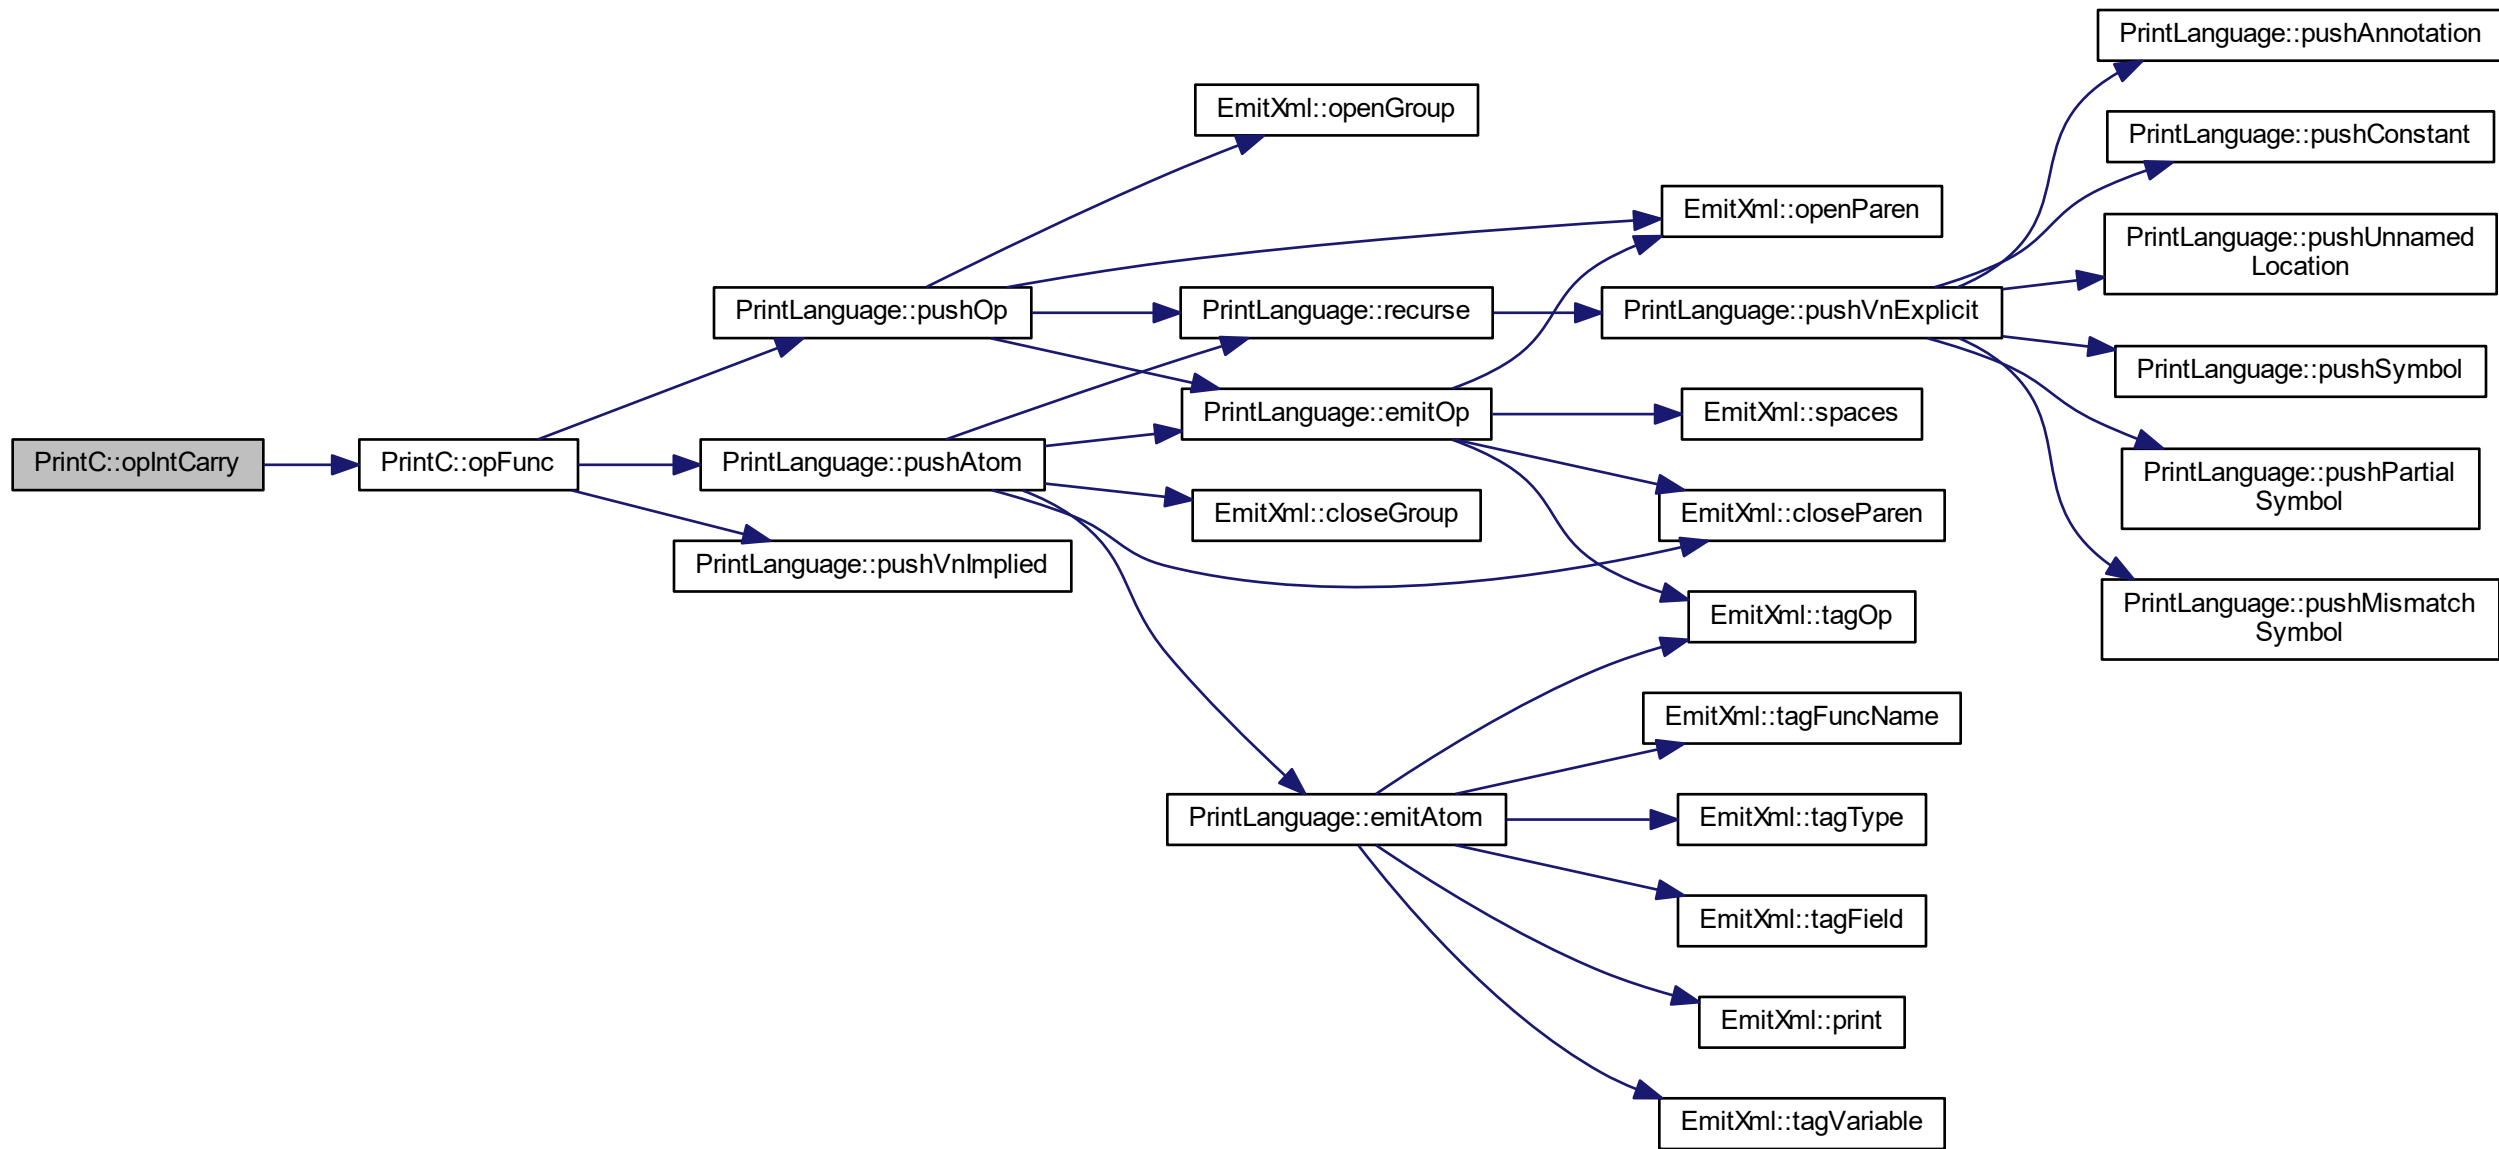 PrintLanguage::pushAnnotation
EmitXml::openGroup
PrintLanguage::pushConstant
EmitXml::openParen
PrintLanguage::pushUnnamed
Location
PrintLanguage::pushOp
PrintLanguage::recurse
PrintLanguage::pushVnExplicit
PrintLanguage::pushSymbol
PrintLanguage::emitOp
EmitXml::spaces
PrintC::opIntCarry
PrintC::opFunc
PrintLanguage::pushAtom
PrintLanguage::pushPartial
Symbol
EmitXml::closeGroup
EmitXml::closeParen
PrintLanguage::pushVnImplied
EmitXml::tagOp
PrintLanguage::pushMismatch
Symbol
EmitXml::tagFuncName
PrintLanguage::emitAtom
EmitXml::tagType
EmitXml::tagField
EmitXml::print
EmitXml::tagVariable